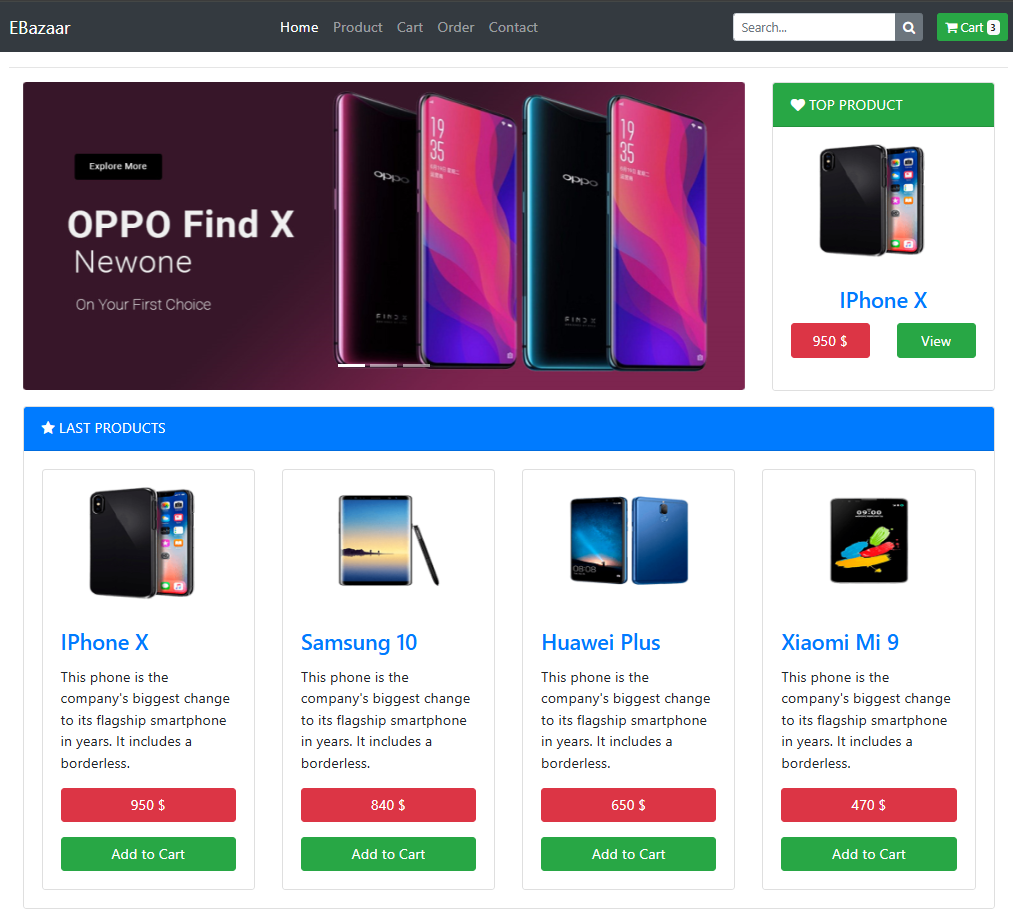 EBazaar
Home Product Cart Order Contact
Search...
Cart 3
Explore More
OPPO Find X
Newone
On Your First Choice
oppo
19
35
oppo
19
35
FIND X
FIND X
TOP PRODUCT
IPhone X
950 $ View
LAST PRODUCTS
IPhone X
This phone is the
company's biggest change
to its flagship smartphone
in years. It includes a
borderless.
950 $
Add to Cart
Samsung 10
This phone is the
company's biggest change
to its flagship smartphone
in years. It includes a
borderless.
840 $
Add to Cart
08:08
Huawei Plus
This phone is the
company's biggest change
to its flagship smartphone
in years. It includes a
borderless.
650 $
Add to Cart
09:00
Xiaomi Mi 9
This phone is the
company's biggest change
to its flagship smartphone
in years. It includes a
borderless.
470 $
Add to Cart